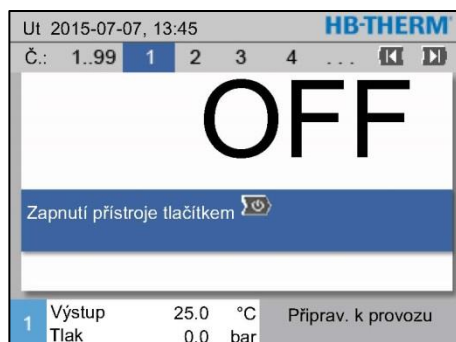 Ut 2015-07-07, 13:45 HB-THERM
Č.: 1..99 1 2 3 4 ...
OFF
Zapnutí přístroje tlačítkem
1 Výstup 25.0 °C Připrav. k provozu
Tlak 0.0 bar